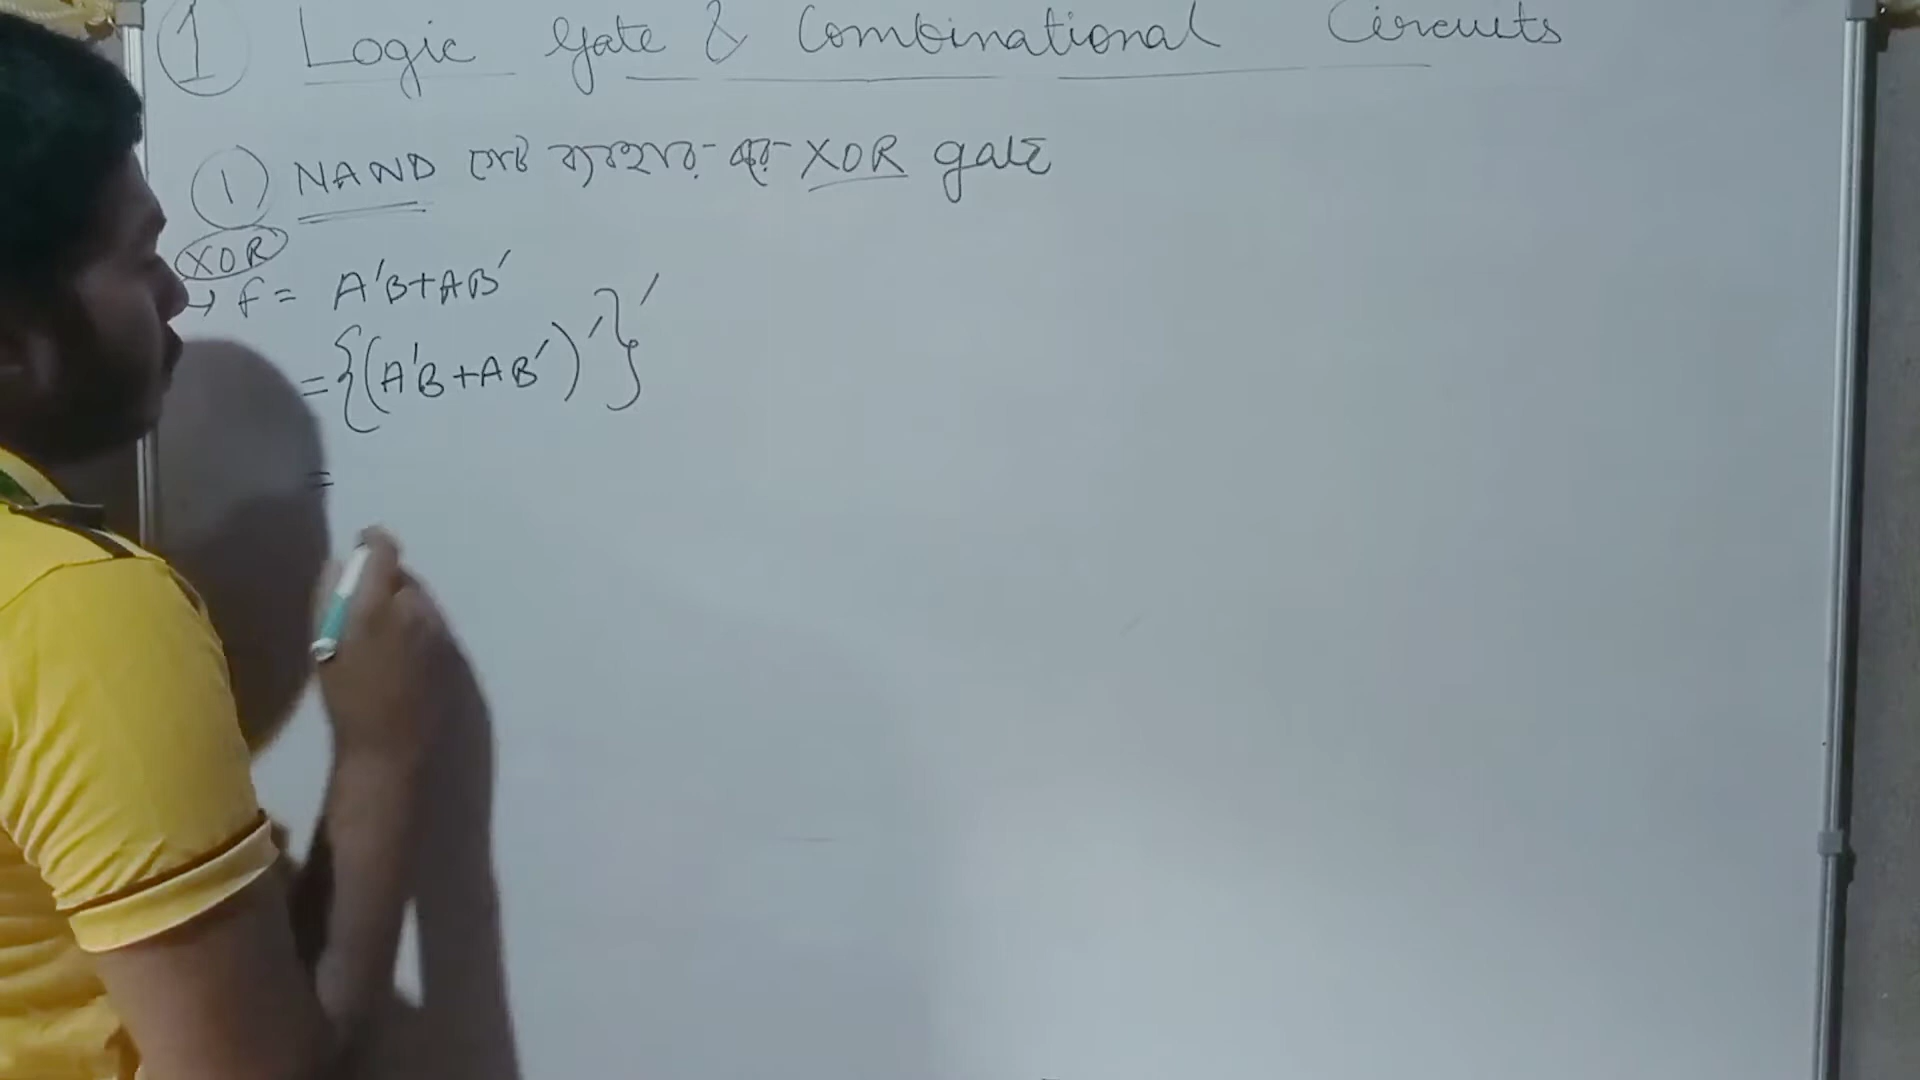 ① Logic gate & Combinational Circuits
① NAND গেট ব্যবহার করে XOR gate
XOR
→ f = A'B+AB'
= {(A'B+AB')'}'
=